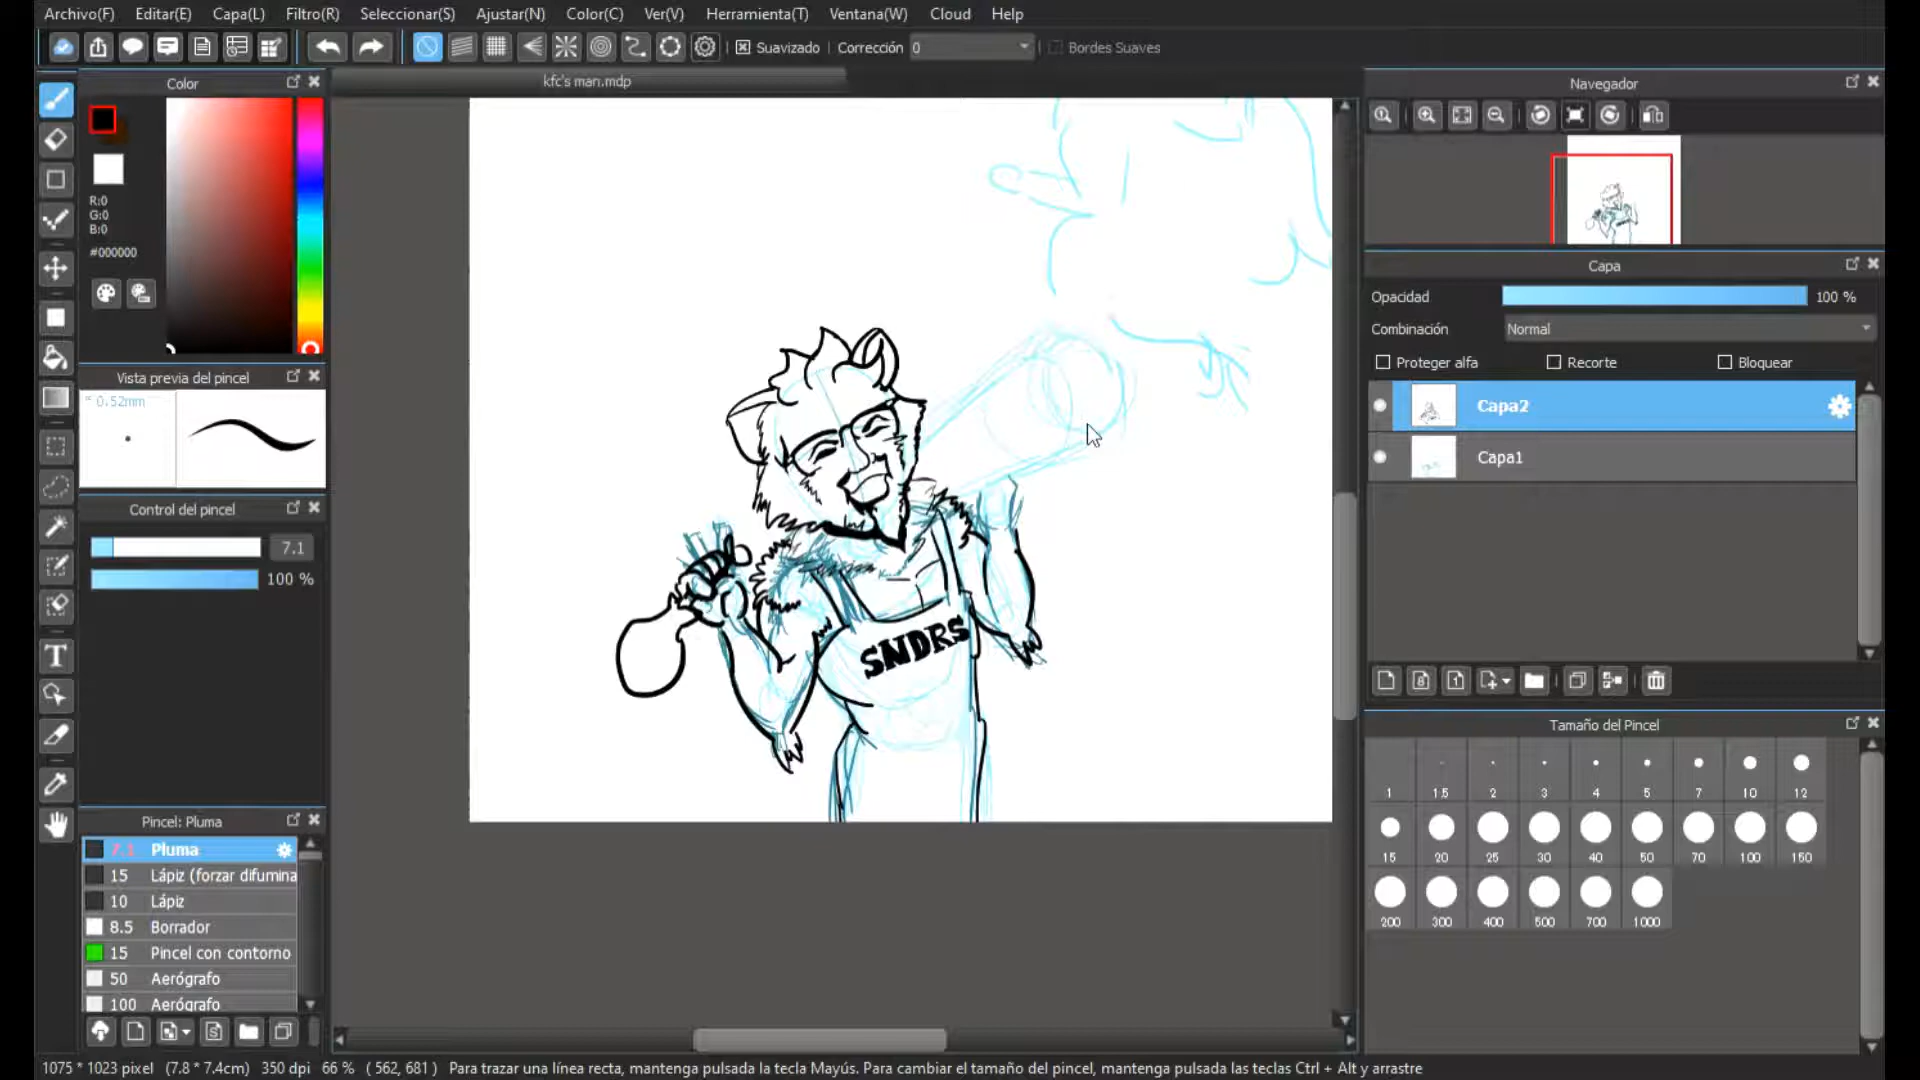 Archivo(F) Editar(E) Capa(L) Filtro(R) Seleccionar(S) Ajustar(N) Color(C) Ver(V) Herramienta(T) Ventana(W) Cloud Help
Suavizado Corrección 0 Bordes Suaves
Color
kfc's man.mdp
Navegador
R:0
G:0
B:0
#000000
Capa
Opacidad 100 %
Combinación Normal
Proteger alfa Recorte Bloquear
Capa2
Capa1
Vista previa del pincel
0.52mm
Control del pincel
7.1
100 %
SNDRS
Tamaño del Pincel
1 1.5 2 3 4 5 7 10 12
15 20 25 30 40 50 70 100 150
200 300 400 500 700 1000
Pincel: Pluma
7.1 Pluma
15 Lápiz (forzar difumina
10 Lápiz
8.5 Borrador
15 Pincel con contorno
50 Aerógrafo
100 Aerógrafo
1075 * 1023 pixel (7.8 * 7.4cm) 350 dpi 66 % ( 562, 681 ) Para trazar una línea recta, mantenga pulsada la tecla Mayús. Para cambiar el tamaño del pincel, mantenga pulsada las teclas Ctrl + Alt y arrastre